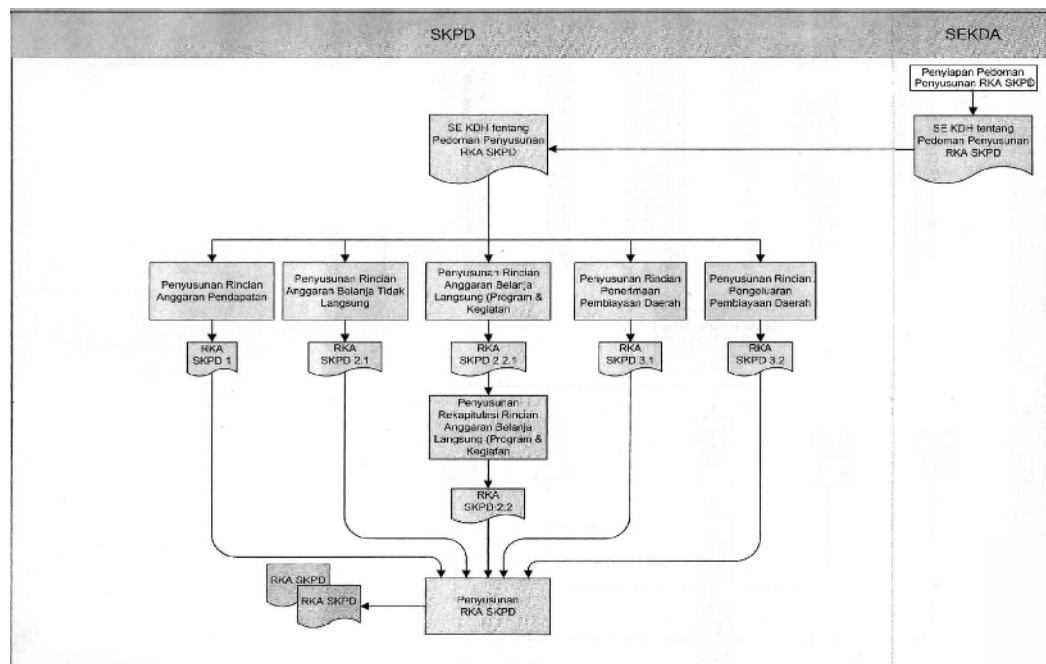 SKPD
SEKDA
Penyiapan Pedoman
Penyusunan RKA SKPD
SE KDH tentang
Pedoman Penyusunan
RKA SKPD
SE KDH tentang
Pedoman Penyusunan
RKA SKPD
Penyusunan Rincian
Anggaran Pendapatan
Penyusunan Rincian
Anggaran Belanja Tidak
Langsung
Penyusunan Rincian
Anggaran Belanja
Langsung (Program &
Kegiatan
Penyusunan Rincian
Penerimaan
Pembiayaan Daerah
Penyusunan Rincian
Pengeluaran
Pembiayaan Daerah
RKA
SKPD 1
RKA
SKPD 2.1
RKA
SKPD 2.2.1
RKA
SKPD 3.1
RKA
SKPD 3.2
Penyusunan
Rekapitulasi Rincian
Anggaran Belanja
Langsung (Program &
Kegiatan
RKA
SKPD 2.2
RKA SKPD
RKA SKPD
Penyusunan
RKA SKPD